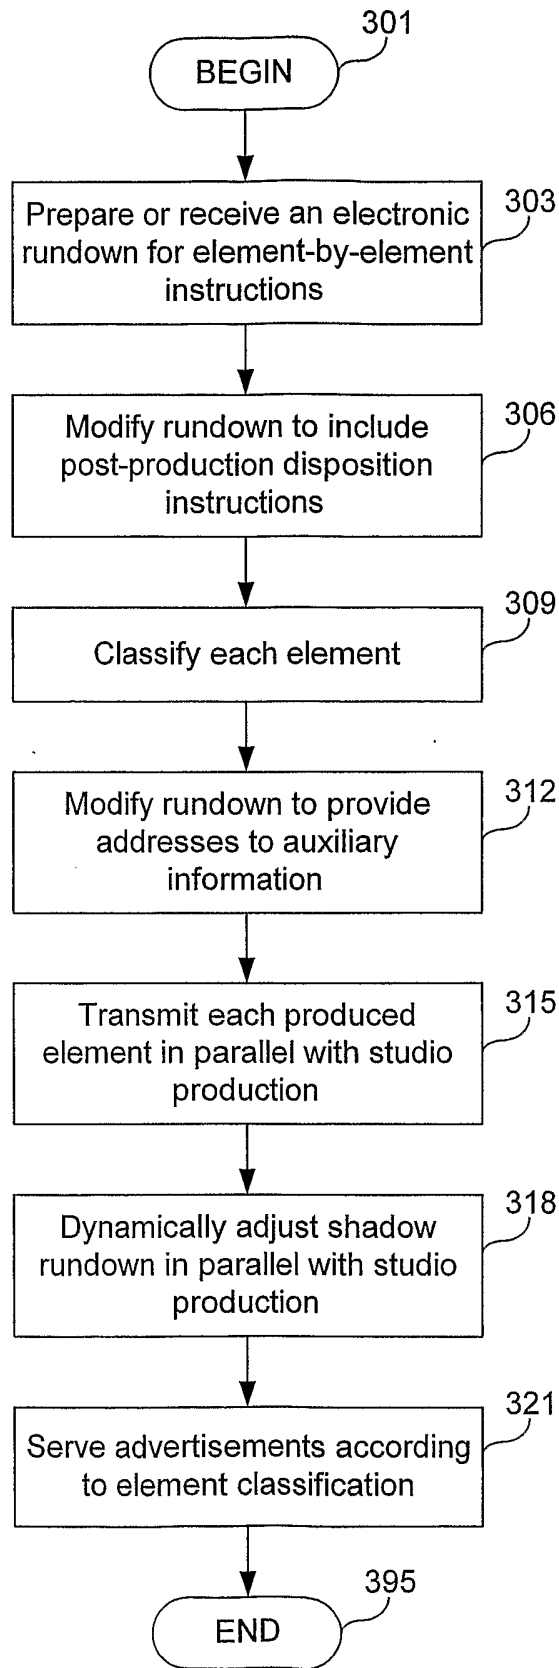 301
BEGIN
303
Prepare or receive an electronic
rundown for element-by-element
instructions
306
Modify rundown to include
post-production disposition
instructions
309
Classify each element
312
Modify rundown to provide
addresses to auxiliary
information
315
Transmit each produced
element in parallel with studio
production
318
Dynamically adjust shadow
rundown in parallel with studio
production
321
Serve advertisements according
to element classification
395
END